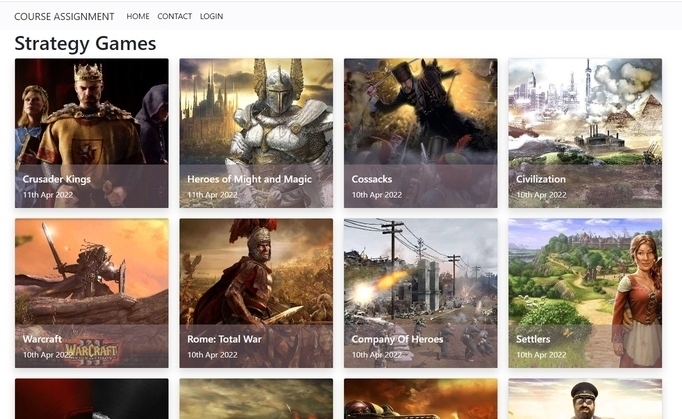 COURSE ASSIGNMENT HOME CONTACT LOGIN
Strategy Games
Crusader Kings
11th Apr 2022
Heroes of Might and Magic
11th Apr 2022
Cossacks
10th Apr 2022
Civilization
10th Apr 2022
Warcraft
10th Apr 2022
WARCRAFT
III
Rome: Total War
10th Apr 2022
Company Of Heroes
10th Apr 2022
Settlers
10th Apr 2022